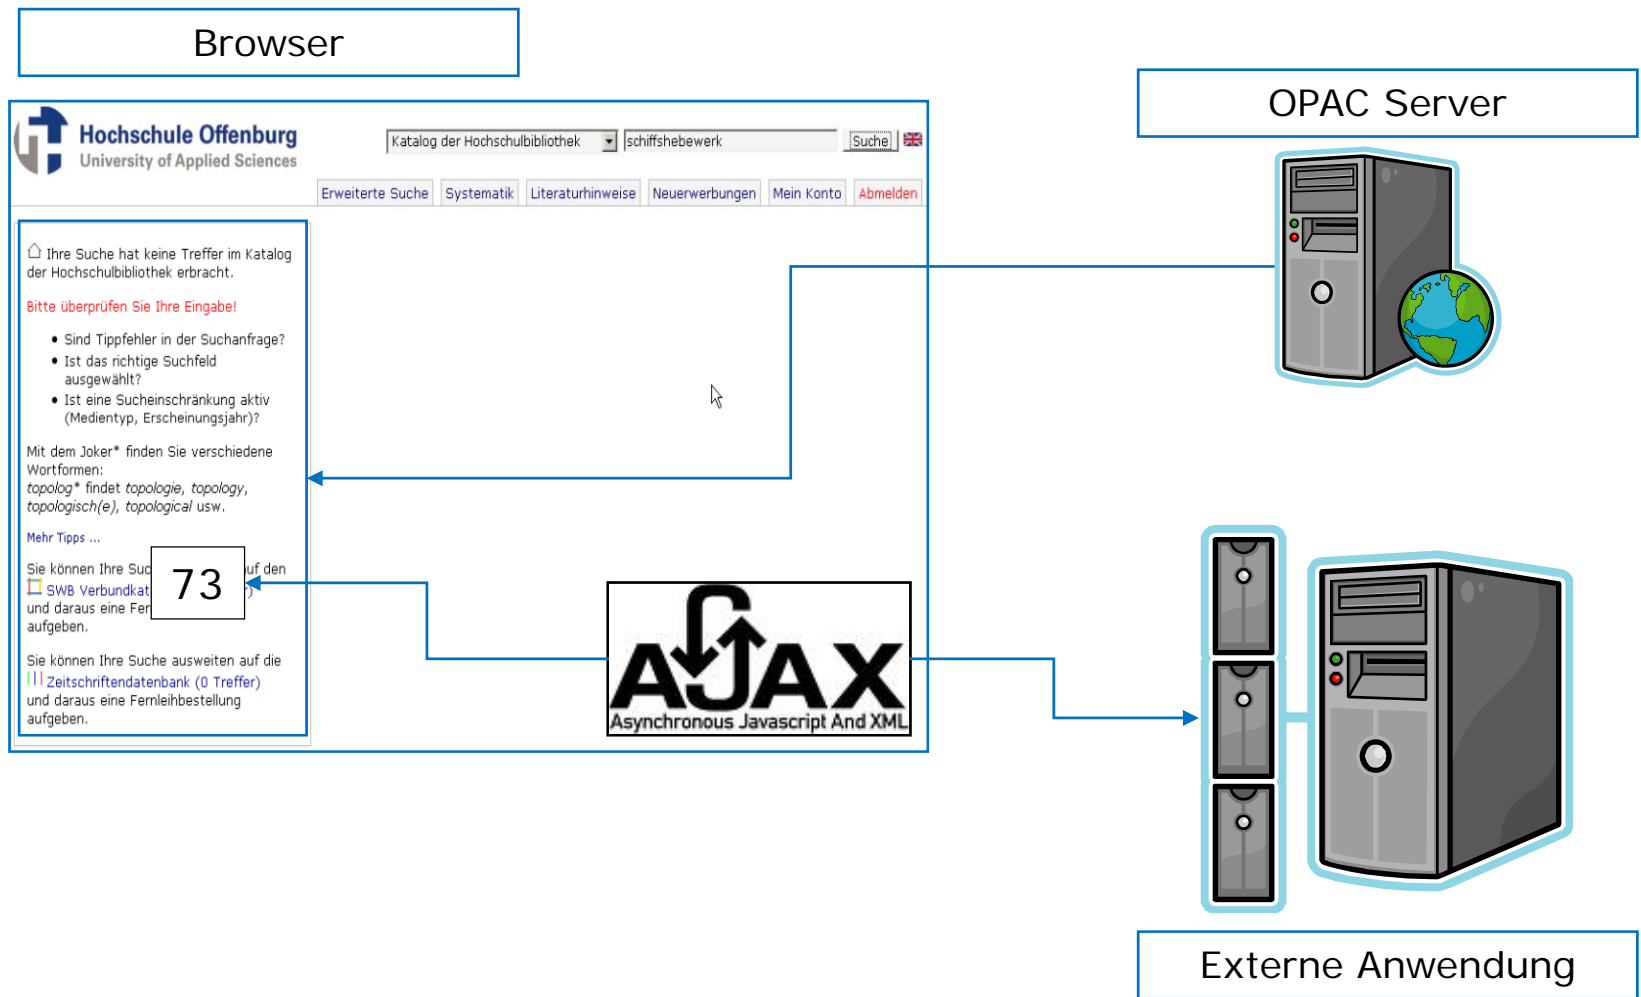 Browser
OPAC Server
Hochschule Offenburg
University of Applied Sciences
Katalog der Hochschulbibliothek schiffshebewerk Suche
Erweiterte Suche Systematik Literaturhinweise Neuerwerbungen Mein Konto Abmelden
Ihre Suche hat keine Treffer im Katalog
der Hochschulbibliothek erbracht.
Bitte überprüfen Sie Ihre Eingabe!
• Sind Tippfehler in der Suchanfrage?
• Ist das richtige Suchfeld
ausgewählt?
• Ist eine Sucheinschränkung aktiv
(Medientyp, Erscheinungsjahr)?
Mit dem Joker* finden Sie verschiedene
Wortformen:
topolog* findet topologie, topology,
topologisch(e), topological usw.
Mehr Tipps ...
Sie können Ihre Suc uf den
SWB Verbundkat )
und daraus eine Fer
aufgeben.
73
Sie können Ihre Suche ausweiten auf die
Zeitschriftendatenbank (0 Treffer)
und daraus eine Fernleihbestellung
aufgeben.
AJAX
Asynchronous Javascript And XML
Externe Anwendung